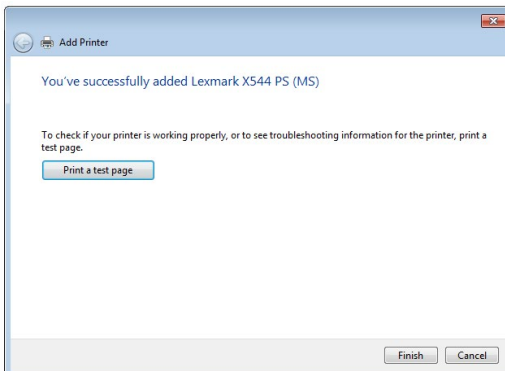 Add Printer
You've successfully added Lexmark X544 PS (MS)
To check if your printer is working properly, or to see troubleshooting information for the printer, print a
test page.
Print a test page
Finish Cancel